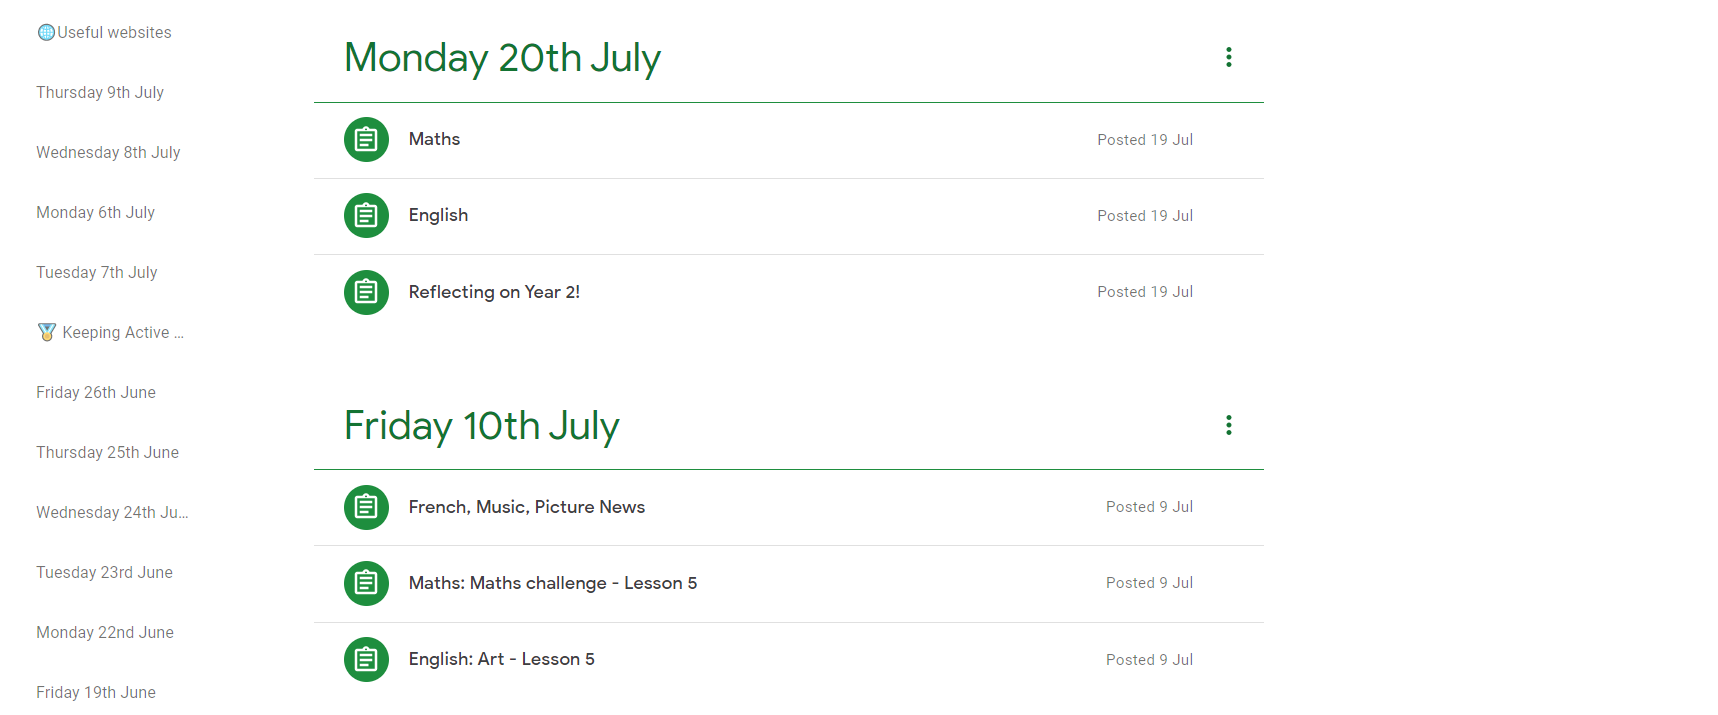 Useful websites
Thursday 9th July
Wednesday 8th July
Monday 6th July
Tuesday 7th July
Keeping Active ...
Friday 26th June
Thursday 25th June
Wednesday 24th Ju...
Tuesday 23rd June
Monday 22nd June
Friday 19th June
Monday 20th July
Maths Posted 19 Jul
English Posted 19 Jul
Reflecting on Year 2! Posted 19 Jul
Friday 10th July
French, Music, Picture News Posted 9 Jul
Maths: Maths challenge - Lesson 5 Posted 9 Jul
English: Art - Lesson 5 Posted 9 Jul